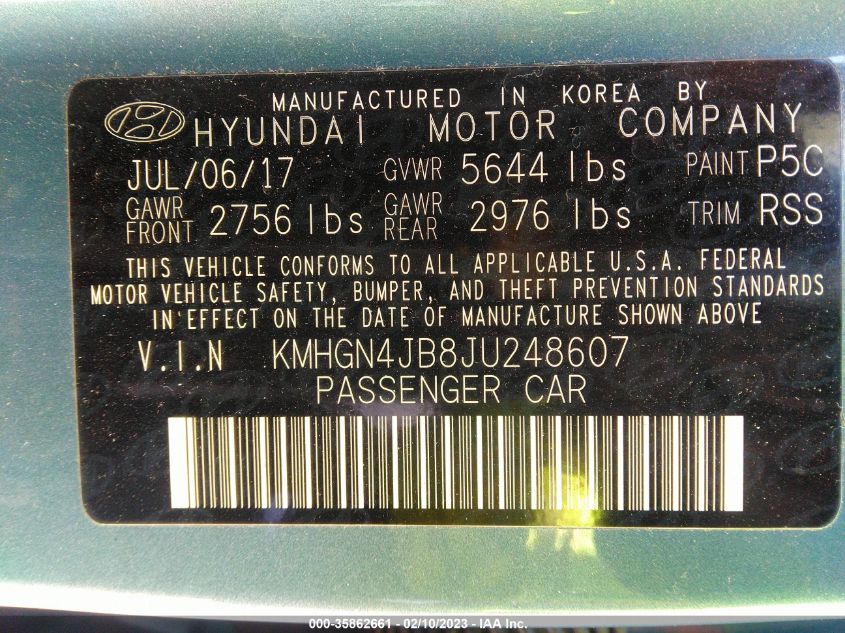 MANUFACTURED IN KOREA BY
HYUNDAI MOTOR COMPANY
JUL/06/17 GVWR 5644 lbs PAINT P5C
GAWR FRONT 2756 lbs GAWR REAR 2976 lbs TRIM RSS
THIS VEHICLE CONFORMS TO ALL APPLICABLE U.S.A. FEDERAL
MOTOR VEHICLE SAFETY, BUMPER, AND THEFT PREVENTION STANDARDS
IN EFFECT ON THE DATE OF MANUFACTURE SHOWN ABOVE
V.I.N KMHGN4JB8JU248607
PASSENGER CAR
000-35862661 - 02/10/2023 - IAA Inc.